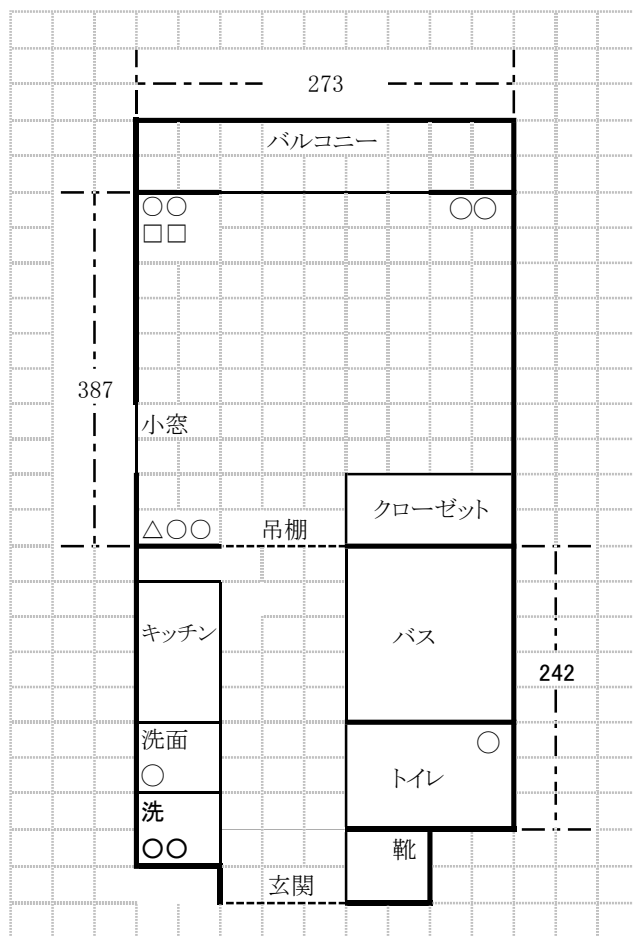 273
バルコニー
○○
○○
□□
387
小窓
クローゼット
△○○
吊棚
キッチン
バス
242
洗面
○
○
トイレ
洗
○○
靴
玄関